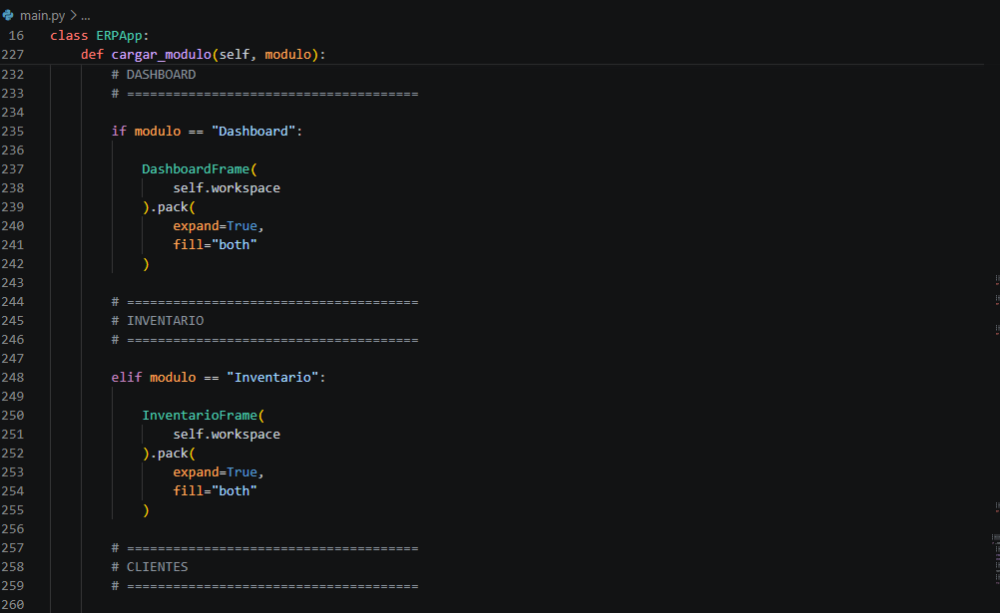 main.py > ...
16 class ERPApp:
227     def cargar_modulo(self, modulo):
232         # DASHBOARD
233         # ======================================
234
235         if modulo == "Dashboard":
236
237             DashboardFrame(
238                 self.workspace
239             ).pack(
240                 expand=True,
241                 fill="both"
242             )
243
244         # ======================================
245         # INVENTARIO
246         # ======================================
247
248         elif modulo == "Inventario":
249
250             InventarioFrame(
251                 self.workspace
252             ).pack(
253                 expand=True,
254                 fill="both"
255             )
256
257         # ======================================
258         # CLIENTES
259         # ======================================
260